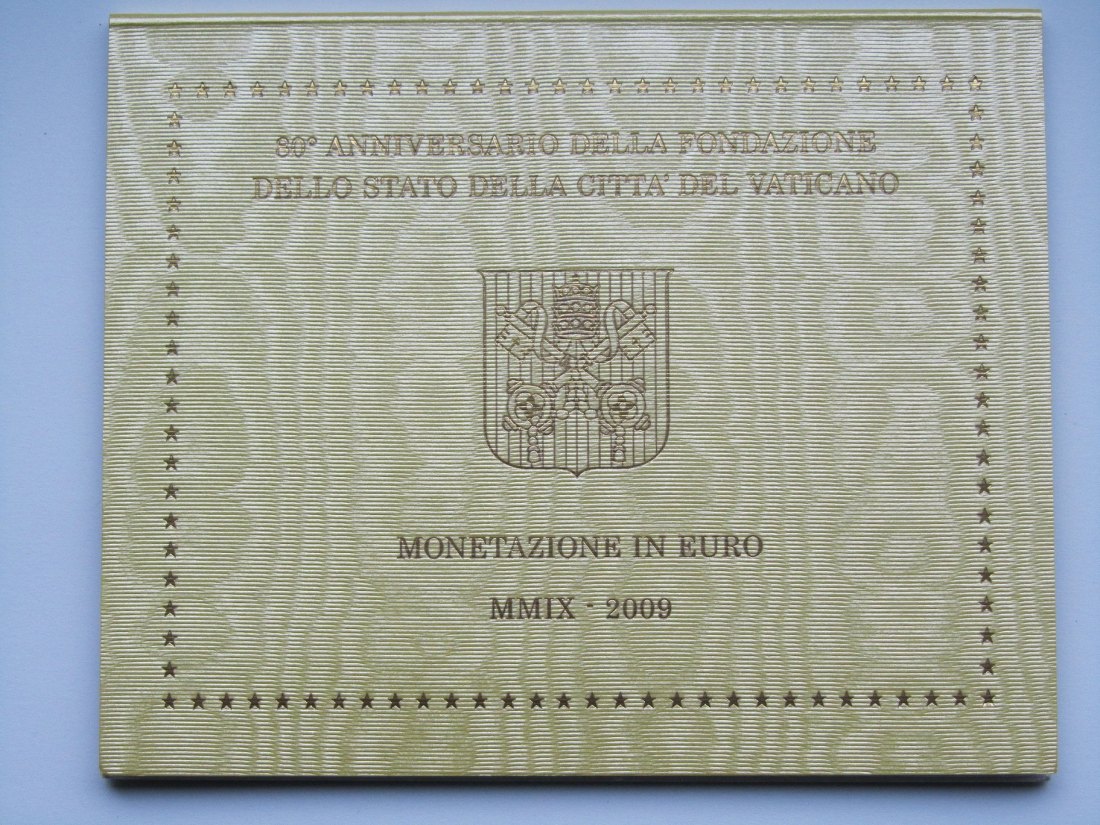 80° ANNIVERSARIO DELLA FONDAZIONE
DELLO STATO DELLA CITTA' DEL VATICANO
MONETAZIONE IN EURO
MMIX - 2009